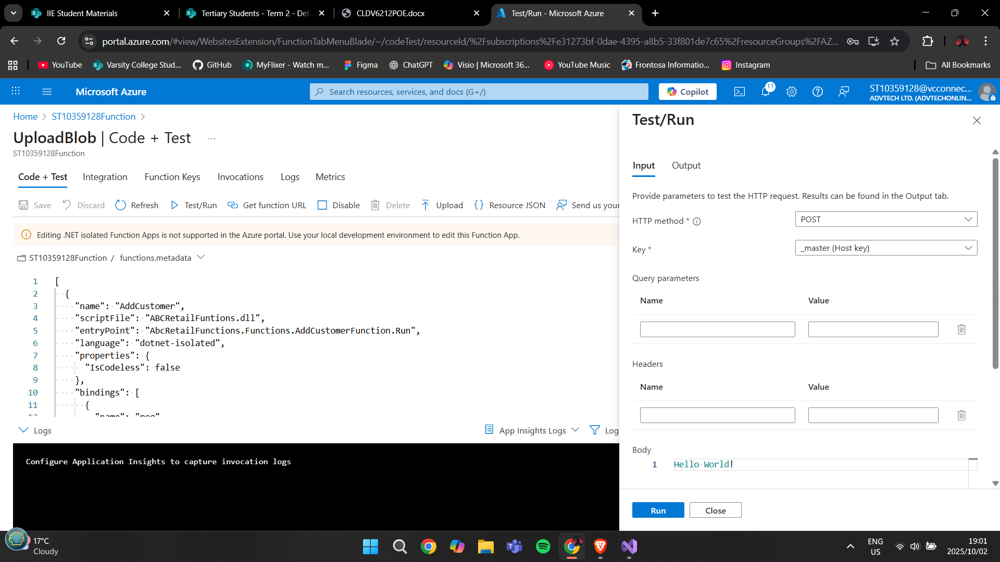 IIE Student Materials
Tertiary Students - Term 2 - Def
CLDV6212POE.docx
Test/Run - Microsoft Azure
portal.azure.com/#view/WebsitesExtension/FunctionTabMenuBlade/~/codeTest/resourceId/%2Fsubscriptions%2Fe31273bf-0dae-4395-a8b5-33f801de7c65%2FresourceGroups%2FAZ...
YouTube
Varsity College Stud...
GitHub
MyFlixer - Watch m...
Figma
ChatGPT
Visio | Microsoft 36...
YouTube Music
Frontosa Informatio...
Instagram
All Bookmarks
Microsoft Azure
Search resources, services, and docs (G+/)
Copilot
11
ST10359128@vcconnec...
ADVTECH LTD. (ADVTECHONLIN...
Home > ST10359128Function >
UploadBlob | Code + Test ...
ST10359128Function
Code + Test
Integration
Function Keys
Invocations
Logs
Metrics
Save
Discard
Refresh
Test/Run
Get function URL
Disable
Delete
Upload
Resource JSON
Send us your
Editing .NET isolated Function Apps is not supported in the Azure portal. Use your local development environment to edit this Function App.
ST10359128Function / functions.metadata
1 [
2 {
3 "name": "AddCustomer",
4 "scriptFile": "ABCRetailFuntions.dll",
5 "entryPoint": "AbcRetailFunctions.Functions.AddCustomerFunction.Run",
6 "language": "dotnet-isolated",
7 "properties": {
8 "IsCodeless": false
9 },
10 "bindings": [
11 {
12 "name": "req"
Logs
App Insights Logs
Log
Configure Application Insights to capture invocation logs
Test/Run
Input
Output
Provide parameters to test the HTTP request. Results can be found in the Output tab.
HTTP method *
POST
Key *
_master (Host key)
Query parameters
Name
Value
Headers
Name
Value
Body
1 Hello World!
Run
Close
17°C
Cloudy
ENG
US
19:01
2025/10/02